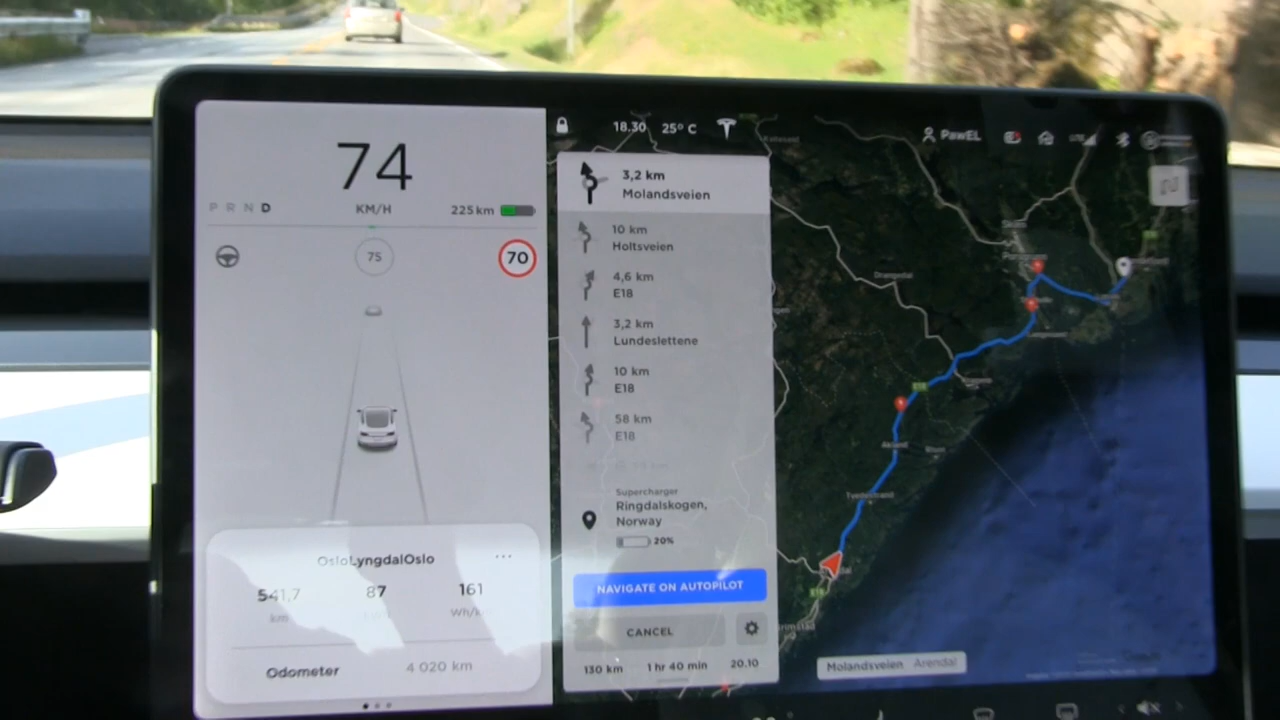 74
P R N D
KM/H
225 km
75
70
OsloLyngdalOslo
...
541,7
87
161
km
Odometer
4 020 km
18.30
25° C
PawEL
LTE
3,2 km
Molandsveien
10 km
Holtsveien
4,6 km
E18
3,2 km
Lundeslettene
10 km
E18
58 km
E18
Supercharger
Ringdalskogen,
Norway
20%
NAVIGATE ON AUTOPILOT
CANCEL
130 km
1 hr 40 min
20.10
Drangedal
Tvedestrand
Molandsveien Arendal